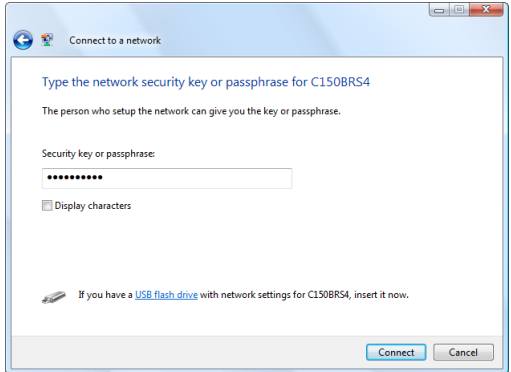 Connect to a network
Type the network security key or passphrase for C150BRS4
The person who setup the network can give you the key or passphrase.
Security key or passphrase:
••••••••••
Display characters
If you have a USB flash drive with network settings for C150BRS4, insert it now.
Connect Cancel